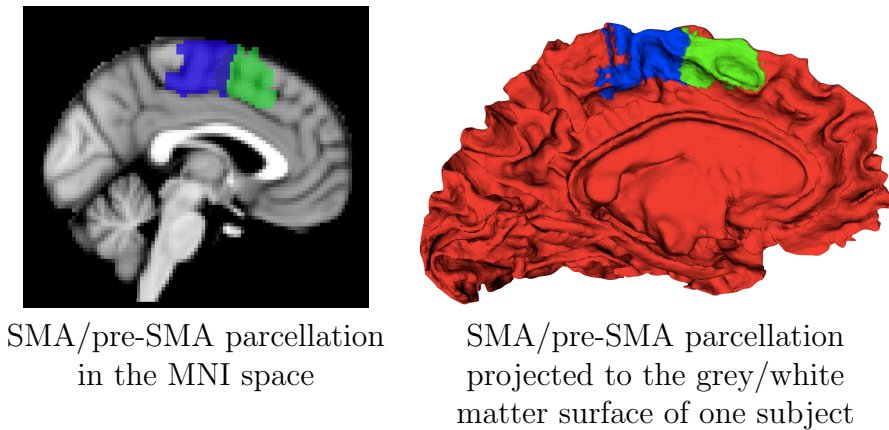 SMA/pre-SMA parcellation
in the MNI space
SMA/pre-SMA parcellation
projected to the grey/white
matter surface of one subject